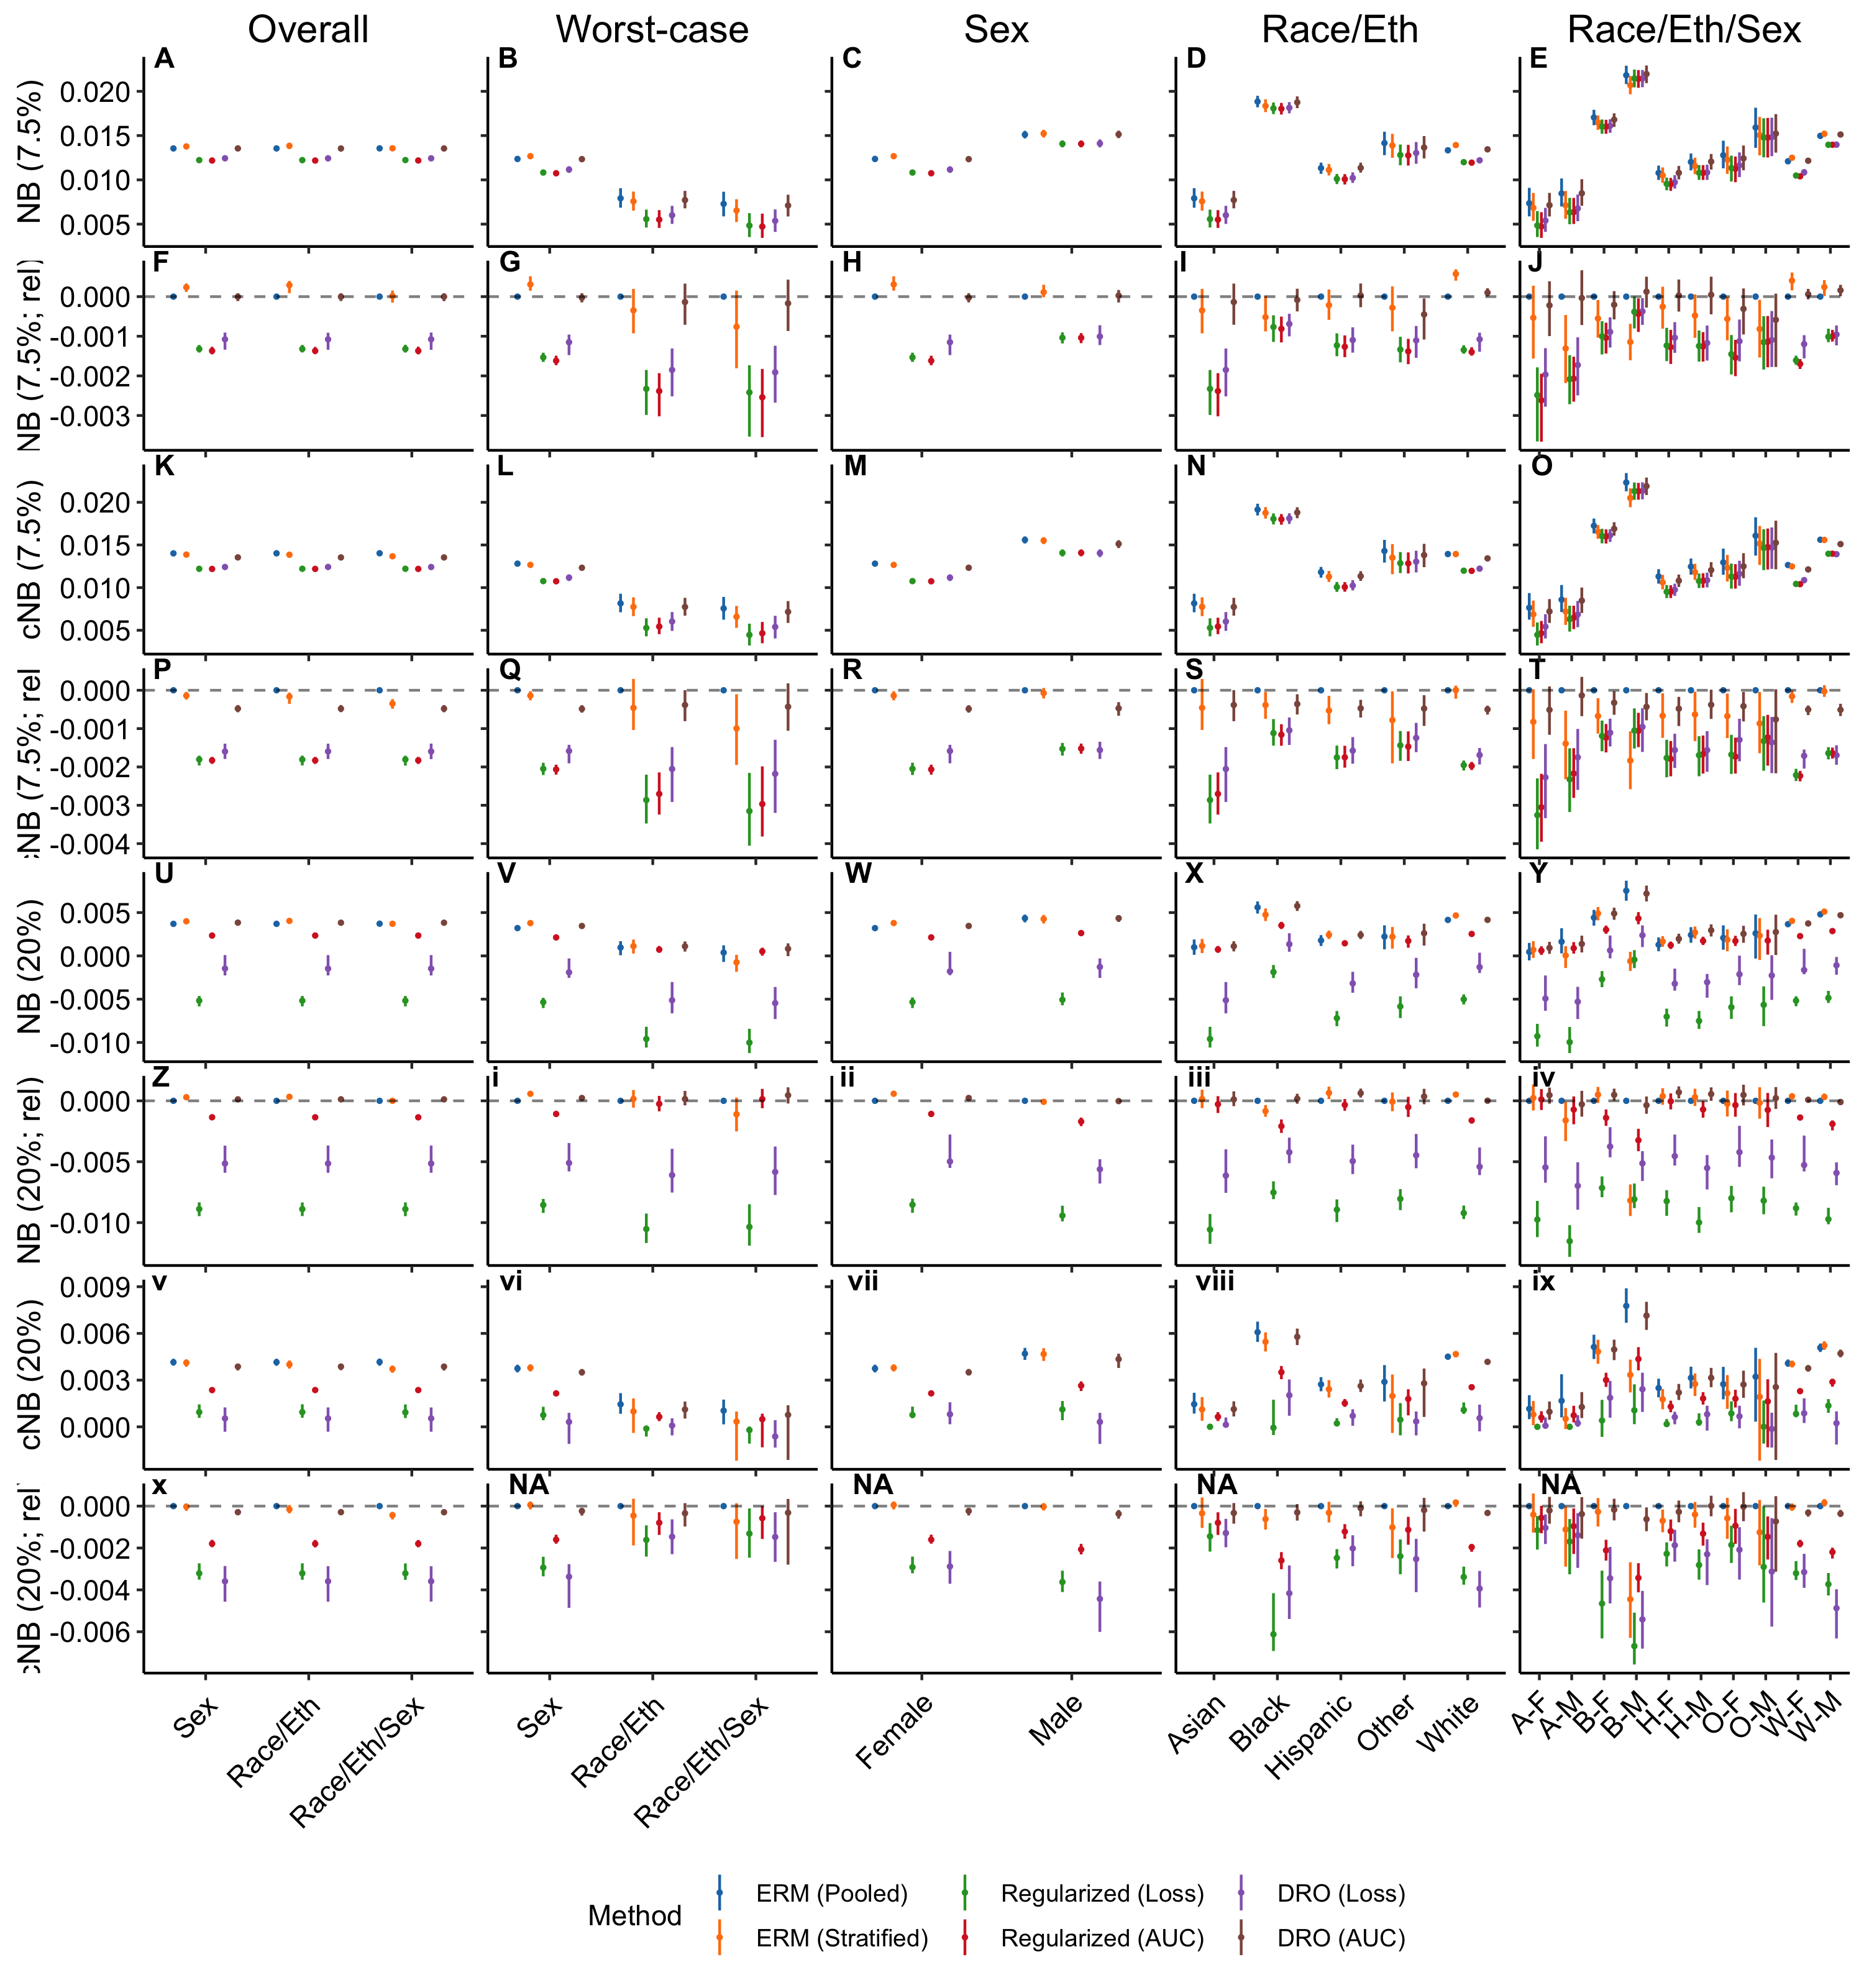 Overall Worst-case Sex Race/Eth Race/Eth/Sex
A B C D E
NB (7.5%)
0.020
0.015
0.010
0.005
F G H I J
NB (7.5%; rel)
0.000
-0.001
-0.002
-0.003
K L M N O
cNB (7.5%)
0.020
0.015
0.010
0.005
P Q R S T
cNB (7.5%; rel
0.000
-0.001
-0.002
-0.003
-0.004
U V W X Y
NB (20%)
0.005
0.000
-0.005
-0.010
Z i ii iii iv
NB (20%; rel)
0.000
-0.005
-0.010
v vi vii viii ix
cNB (20%)
0.009
0.006
0.003
0.000
x NA NA NA NA
cNB (20%; rel
0.000
-0.002
-0.004
-0.006
Sex Race/Eth Race/Eth/Sex Sex Race/Eth Race/Eth/Sex Female Male Asian Black Hispanic Other White A-F A-M B-F B-M H-F H-M O-F O-M W-F W-M
Method
ERM (Pooled) Regularized (Loss) DRO (Loss)
ERM (Stratified) Regularized (AUC) DRO (AUC)